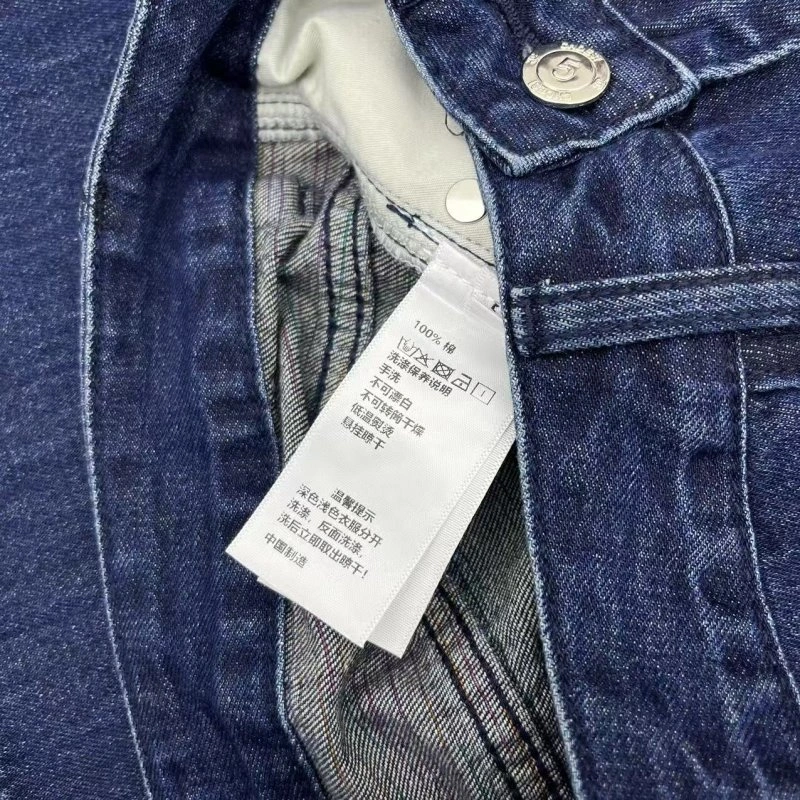 5
100% 棉
洗涤保养说明
手洗
不可漂白
不可转筒干燥
低温熨烫
悬挂晾干
温馨提示
深色浅色衣服分开
洗涤，反面洗涤，
洗后立即取出晾干！
中国制造